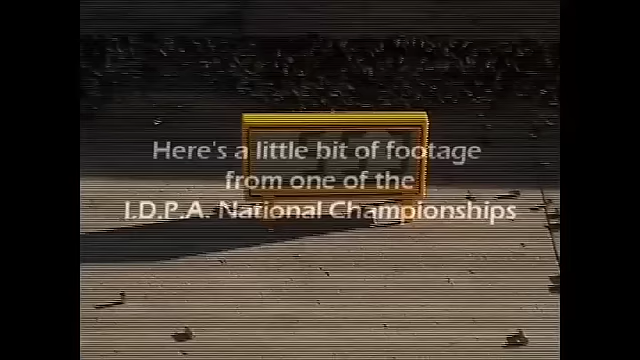 Here's a little bit of footage
from one of the
I.D.P.A. National Championships